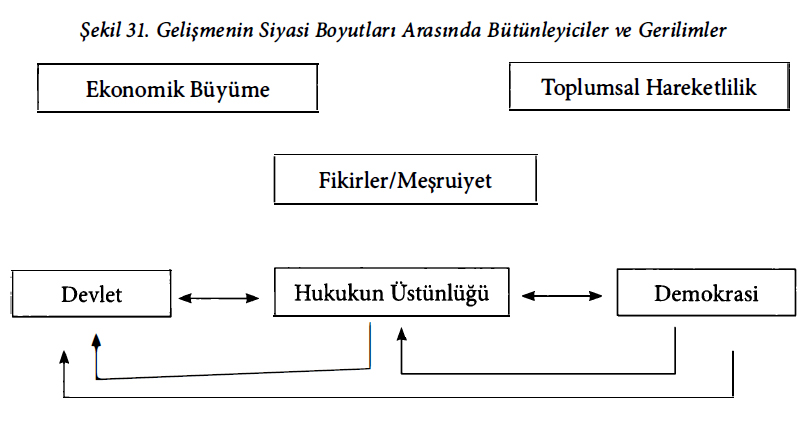 Şekil 31. Gelişmenin Siyasi Boyutları Arasında Bütünleyiciler ve Gerilimler
Ekonomik Büyüme
Toplumsal Hareketlilik
Fikirler/Meşruiyet
Devlet
Hukukun Üstünlüğü
Demokrasi